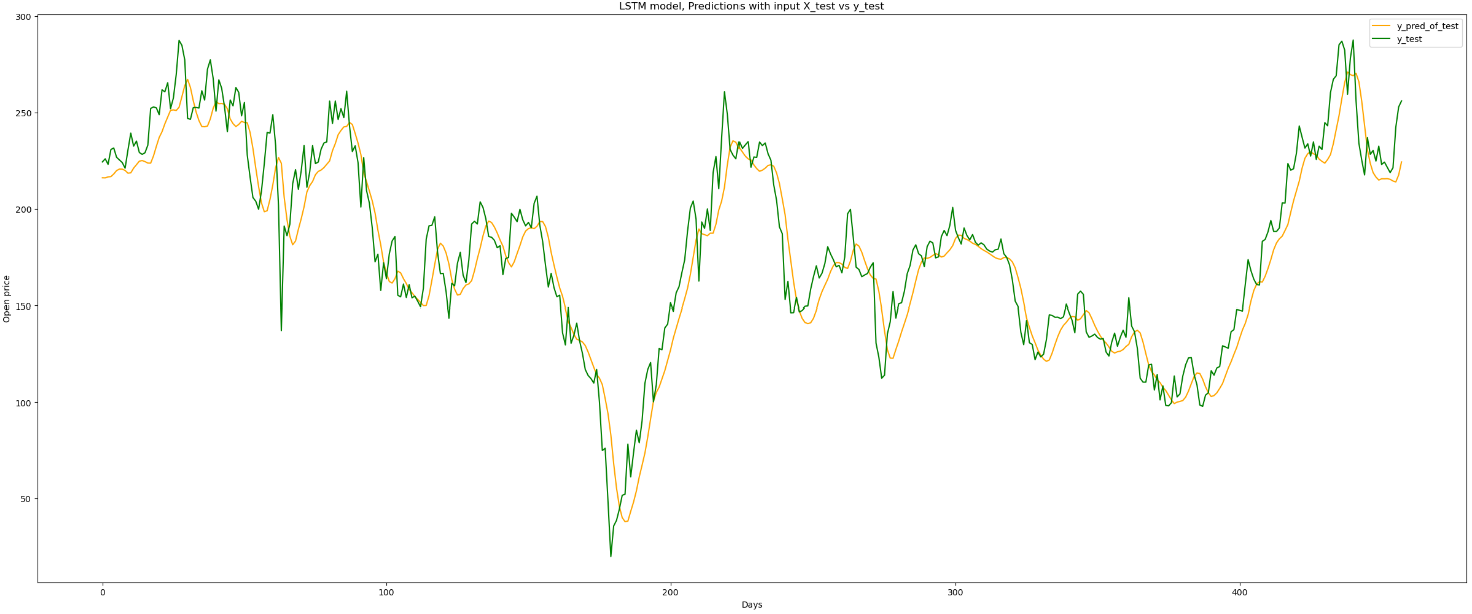 LSTM model, Predictions with input X_test vs y_test
300
y_pred_of_test
y_test
250
200
150
100
50
Open price
0
100
200
300
400
Days